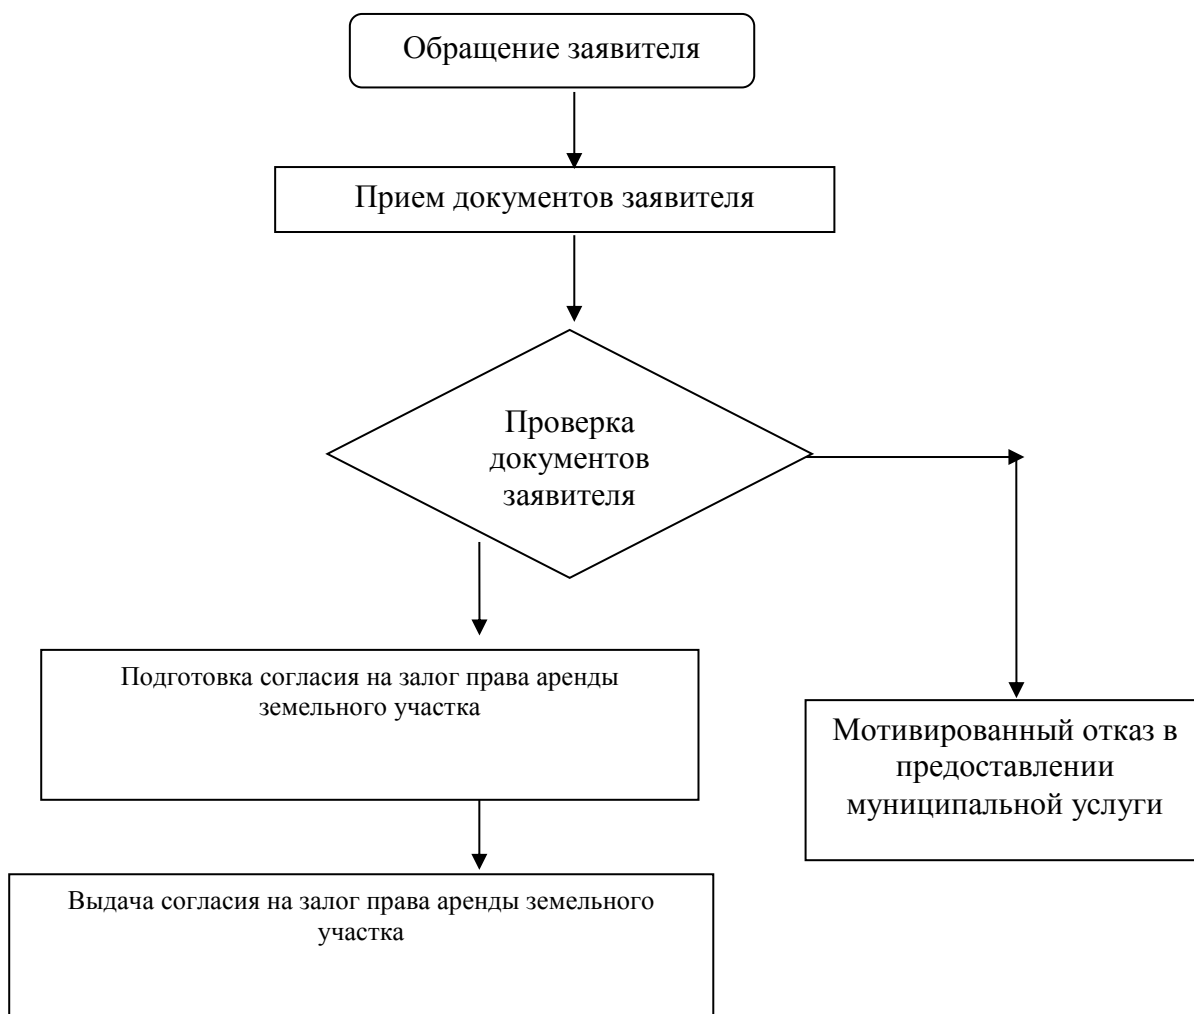 Обращение заявителя
Прием документов заявителя
Проверка
документов
заявителя
Подготовка согласия на залог права аренды
земельного участка
Мотивированный отказ в
предоставлении
муниципальной услуги
Выдача согласия на залог права аренды земельного
участка